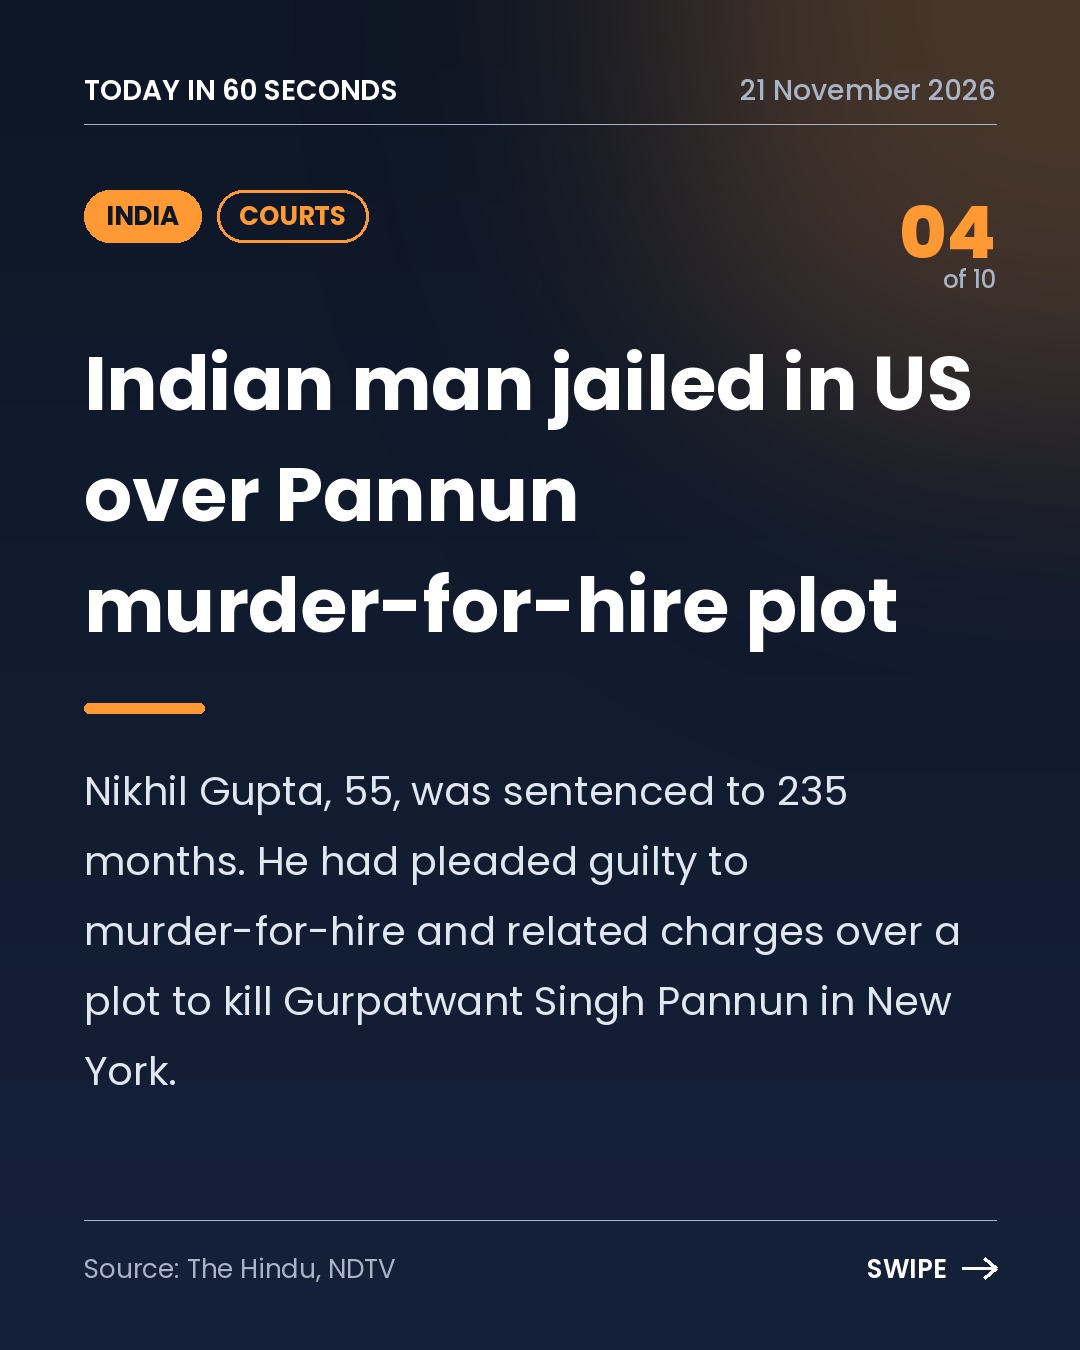 TODAY IN 60 SECONDS
21 November 2026
INDIA
COURTS
04
of 10
Indian man jailed in US
over Pannun
murder-for-hire plot
Nikhil Gupta, 55, was sentenced to 235
months. He had pleaded guilty to
murder-for-hire and related charges over a
plot to kill Gurpatwant Singh Pannun in New
York.
Source: The Hindu, NDTV
SWIPE